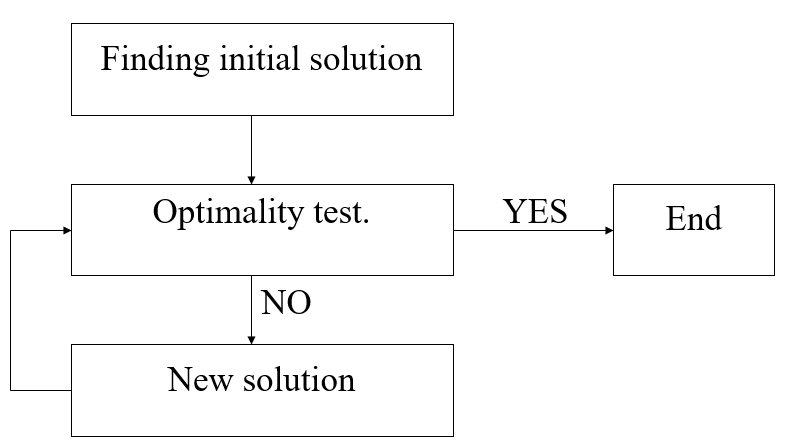 Finding initial solution
Optimality test.
YES
End
NO
New solution